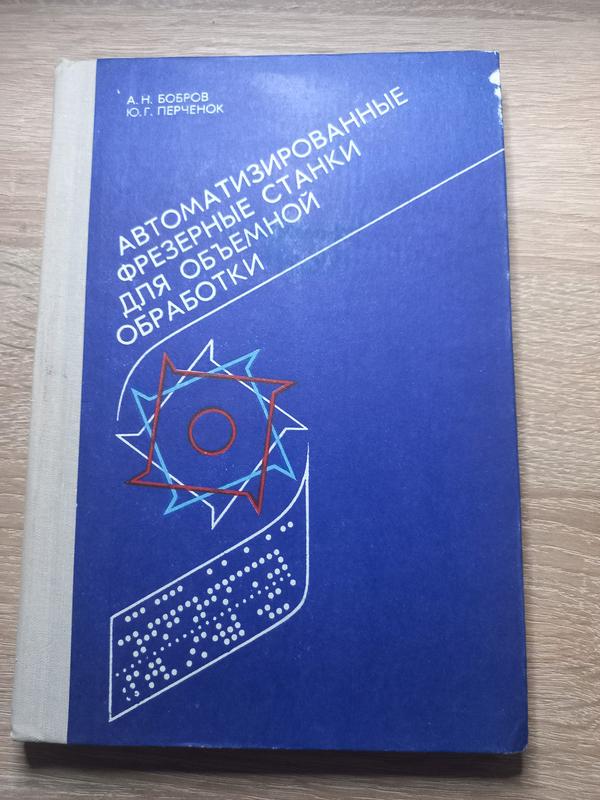 А. Н. БОБРОВ
Ю. Г. ПЕРЧЕНОК
АВТОМАТИЗИРОВАННЫЕ
ФРЕЗЕРНЫЕ СТАНКИ
ДЛЯ ОБЪЕМНОЙ
ОБРАБОТКИ